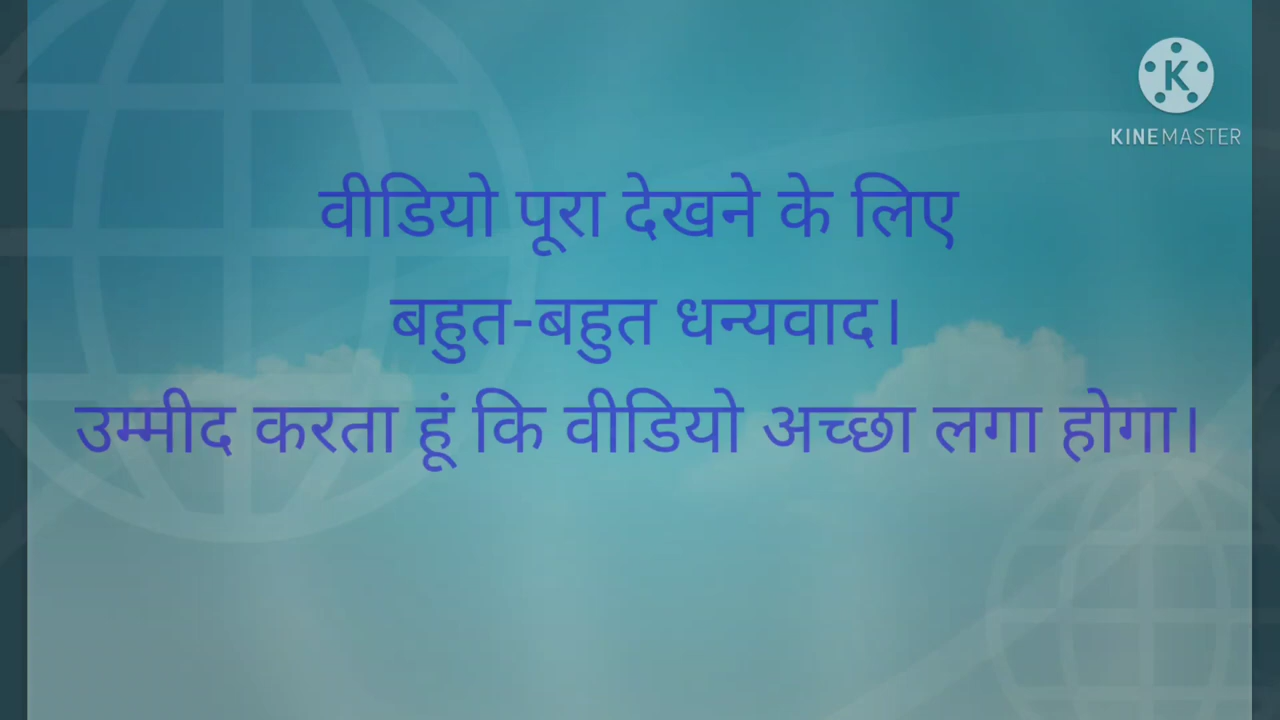 KINEMASTER
वीडियो पूरा देखने के लिए
बहुत-बहुत धन्यवाद।
उम्मीद करता हूं कि वीडियो अच्छा लगा होगा।